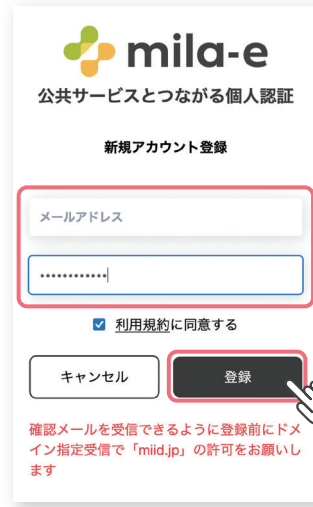 mila-e
公共サービスとつながる個人認証
新規アカウント登録
メールアドレス
••••••••••••
利用規約に同意する
キャンセル
登録
確認メールを受信できるように登録前にドメ
イン指定受信で「miid.jp」の許可をお願いし
ます